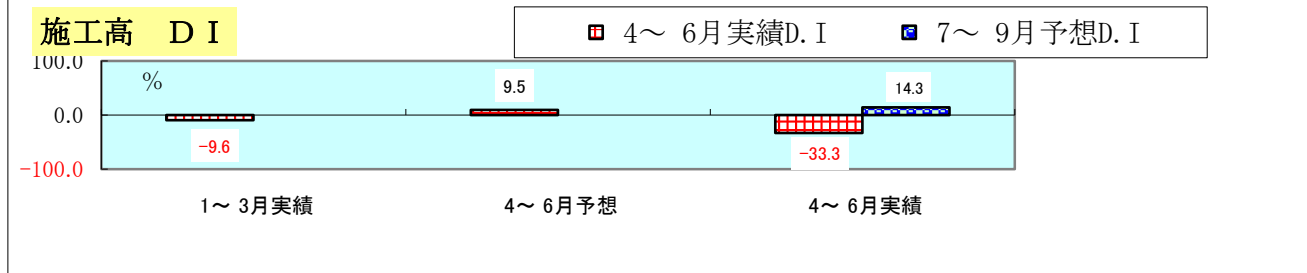 施工高　ＤＩ
4～ 6月実績D.I
7～ 9月予想D.I
100.0
%
9.5
14.3
0.0
-9.6
-33.3
-100.0
1～ 3月実績
4～ 6月予想
4～ 6月実績